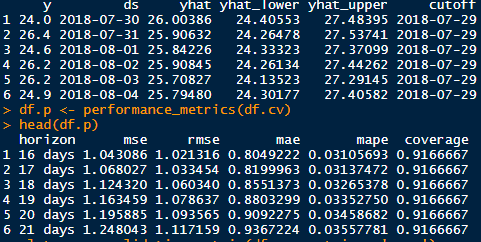 y ds yhat yhat_lower yhat_upper cutoff
1 24.0 2018-07-30 26.00386 24.40553 27.48395 2018-07-29
2 26.4 2018-07-31 25.90632 24.26248 27.53741 2018-07-29
3 24.6 2018-08-01 25.84226 24.33323 27.37099 2018-07-29
4 26.2 2018-08-02 25.90845 24.26134 27.44262 2018-07-29
5 26.2 2018-08-03 25.70827 24.13523 27.29145 2018-07-29
6 24.9 2018-08-04 25.79480 24.30177 27.40582 2018-07-29
> df.p <- performance_metrics(df.cv)
> head(df.p)
horizon mse rmse mae mape coverage
1 16 days 1.043086 1.021316 0.8049222 0.03105693 0.9166667
2 17 days 1.068027 1.033454 0.8199963 0.03137472 0.9166667
3 18 days 1.124320 1.060340 0.8551373 0.03265378 0.9166667
4 19 days 1.163459 1.078637 0.8803299 0.03352750 0.9166667
5 20 days 1.195885 1.093565 0.9092275 0.03458682 0.9166667
6 21 days 1.248043 1.117159 0.9367224 0.03557781 0.9166667